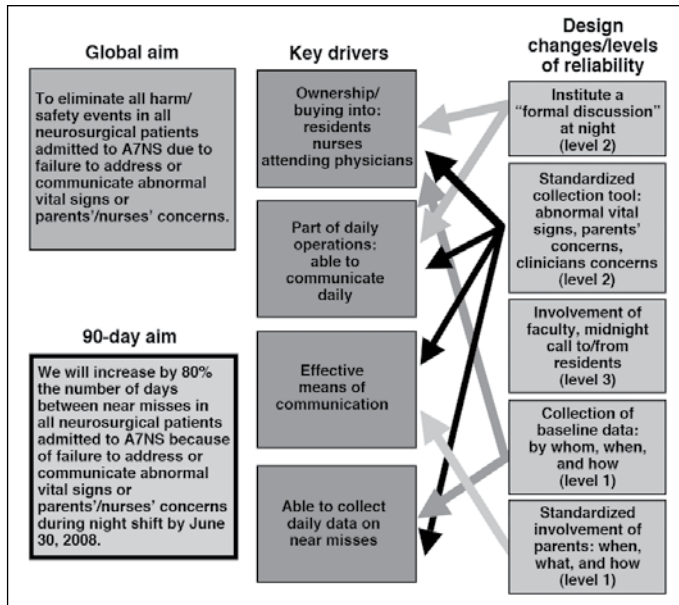 Global aim
To eliminate all harm/
safety events in all
neurosurgical patients
admitted to A7NS due to
failure to address or
communicate abnormal
vital signs or
parents'/nurses' concerns.
90-day aim
We will increase by 80%
the number of days
between near misses in
all neurosurgical patients
admitted to A7NS because
of failure to address or
communicate abnormal
vital signs or
parents'/nurses' concerns
during night shift by June
30, 2008.
Key drivers
Ownership/
buying into:
residents
nurses
attending physicians
Part of daily
operations:
able to
communicate
daily
Effective
means of
communication
Able to collect
daily data on
near misses
Design
changes/levels
of reliability
Institute a
“formal discussion”
at night
(level 2)
Standardized
collection tool:
abnormal vital
signs, parents'
concerns,
clinicians concerns
(level 2)
Involvement of
faculty, midnight
call to/from
residents
(level 3)
Collection of
baseline data:
by whom, when,
and how
(level 1)
Standardized
involvement of
parents: when,
what, and how
(level 1)